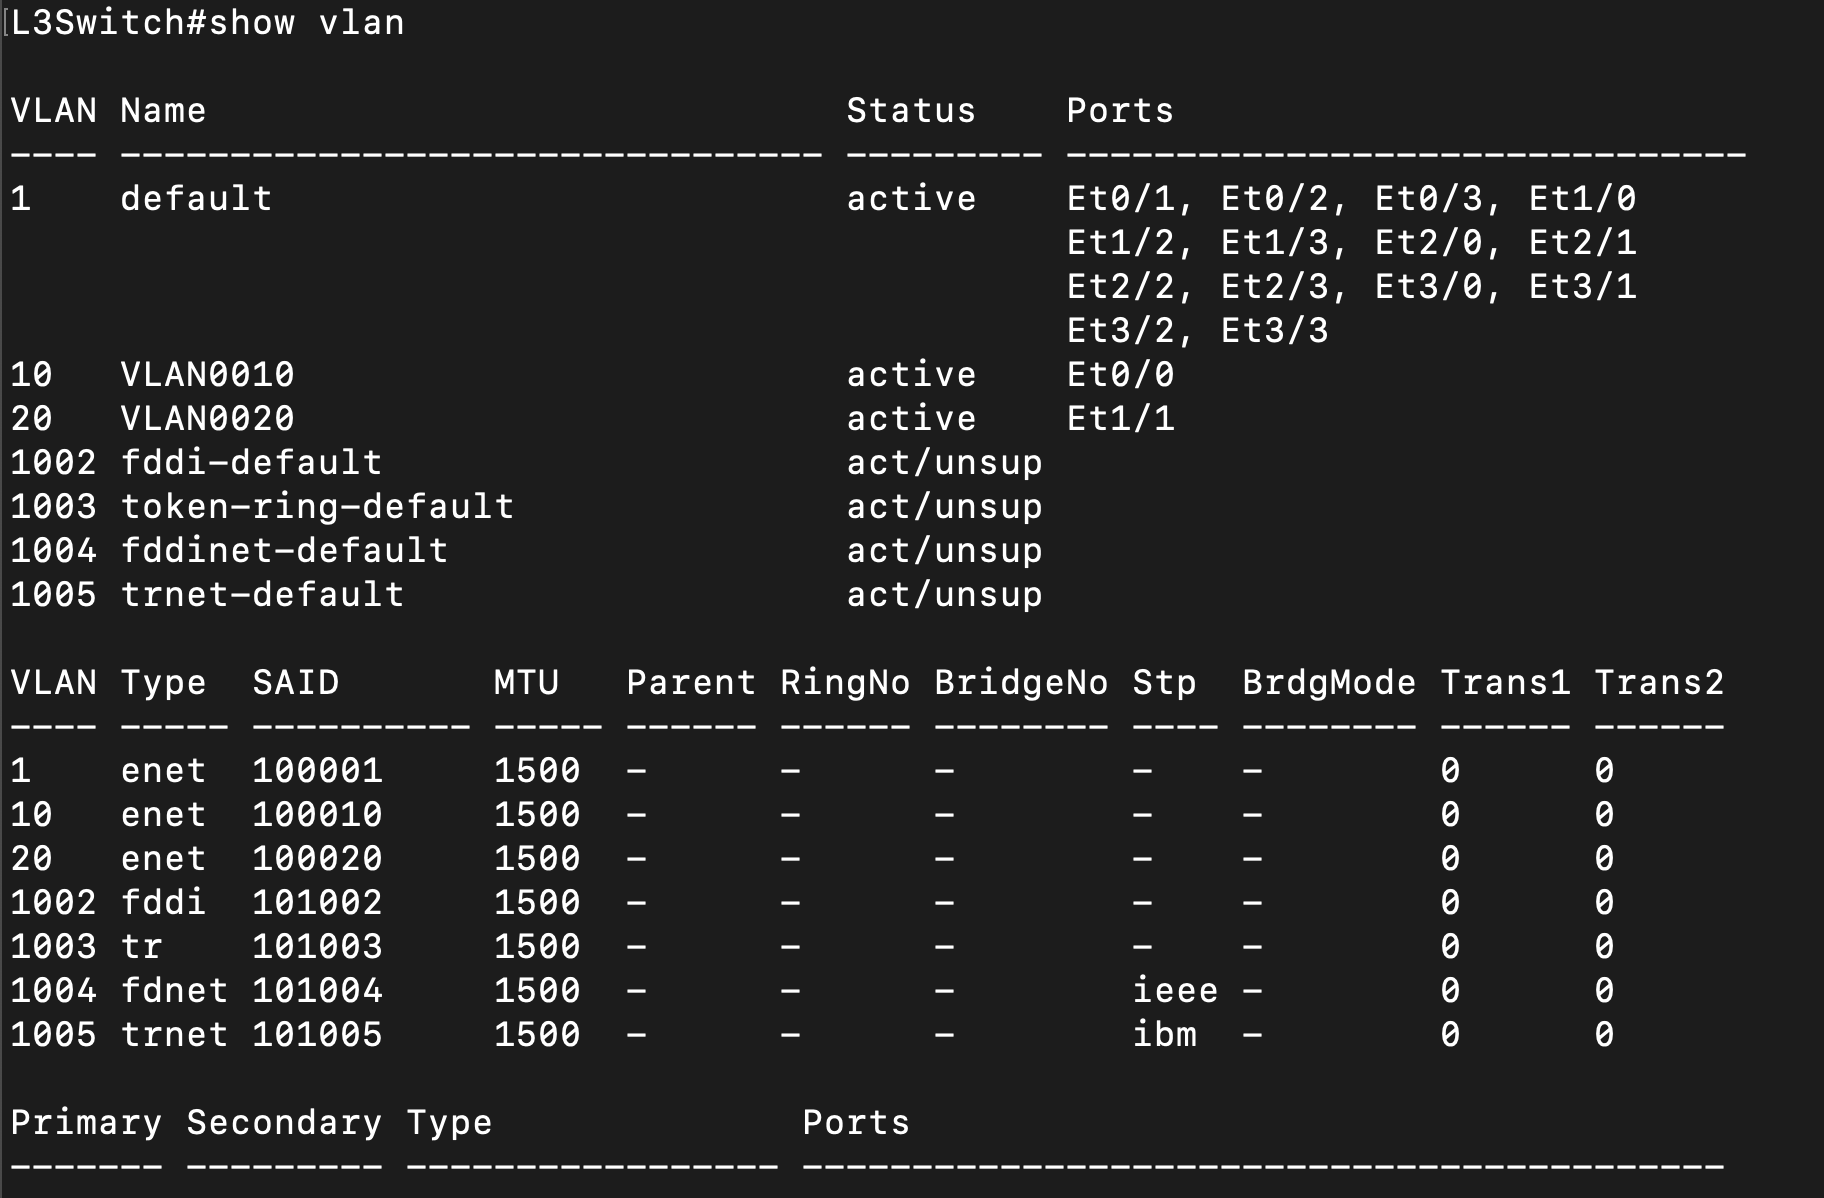 L3Switch#show vlan

VLAN Name                             Status    Ports
---- -------------------------------- --------- -------------------------------
1    default                          active    Et0/1, Et0/2, Et0/3, Et1/0
                                                Et1/2, Et1/3, Et2/0, Et2/1
                                                Et2/2, Et2/3, Et3/0, Et3/1
                                                Et3/2, Et3/3
10   VLAN0010                         active    Et0/0
20   VLAN0020                         active    Et1/1
1002 fddi-default                     act/unsup
1003 token-ring-default               act/unsup
1004 fddinet-default                  act/unsup
1005 trnet-default                    act/unsup

VLAN Type  SAID       MTU   Parent RingNo BridgeNo Stp  BrdgMode Trans1 Trans2
---- ----- ---------- ----- ------ ------ -------- ---- -------- ------ ------
1    enet  100001     1500  -      -      -        -    -        0      0
10   enet  100010     1500  -      -      -        -    -        0      0
20   enet  100020     1500  -      -      -        -    -        0      0
1002 fddi  101002     1500  -      -      -        -    -        0      0
1003 tr    101003     1500  -      -      -        -    -        0      0
1004 fdnet 101004     1500  -      -      -        ieee -        0      0
1005 trnet 101005     1500  -      -      -        ibm  -        0      0

Primary Secondary Type              Ports
------- --------- ----------------- ------------------------------------------